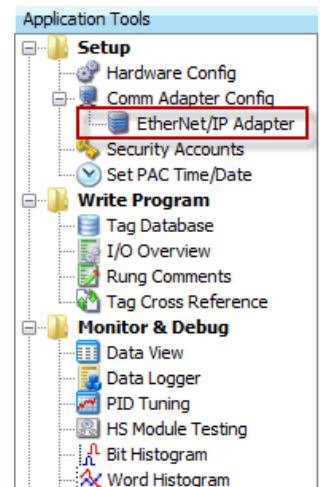 Application Tools
Setup
Hardware Config
Comm Adapter Config
EtherNet/IP Adapter
Security Accounts
Set PAC Time/Date
Write Program
Tag Database
I/O Overview
Rung Comments
Tag Cross Reference
Monitor & Debug
Data View
Data Logger
PID Tuning
HS Module Testing
Bit Histogram
Word Histogram